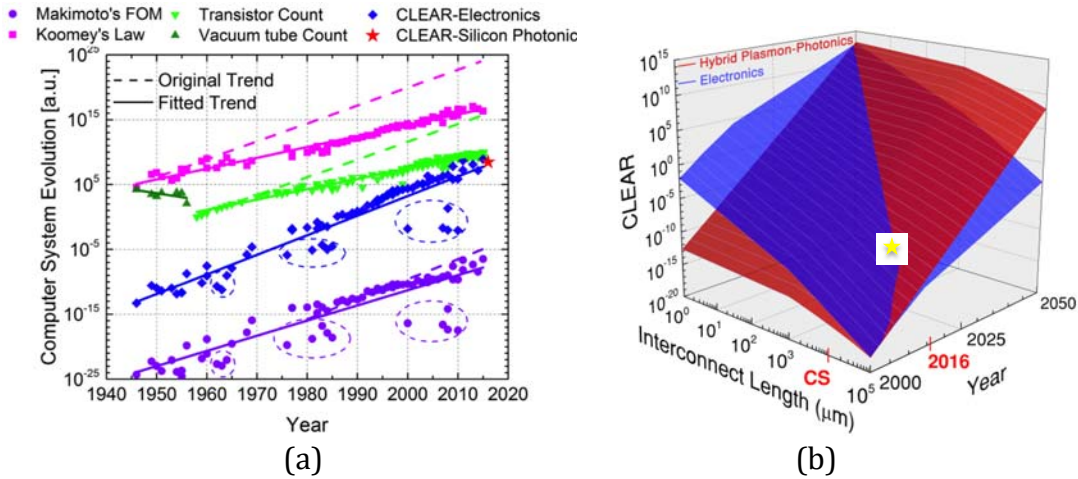 Makimoto's FOM
Transistor Count
CLEAR-Electronics
Koomey's Law
Vacuum tube Count
CLEAR-Silicon Photonic
Computer System Evolution [a.u.]
10^25
10^15
10^5
10^-5
10^-15
10^-25
Original Trend
Fitted Trend
1940 1950 1960 1970 1980 1990 2000 2010 2020
Year
(a)
CLEAR
10^15
10^10
10^5
10^0
10^-5
10^-10
10^-15
10^-20
Hybrid Plasmon-Photonics
Electronics
10^0 10^1 10^2 10^3 CS 10^5
Interconnect Length (μm)
2000 2016 2025 2050
Year
(b)